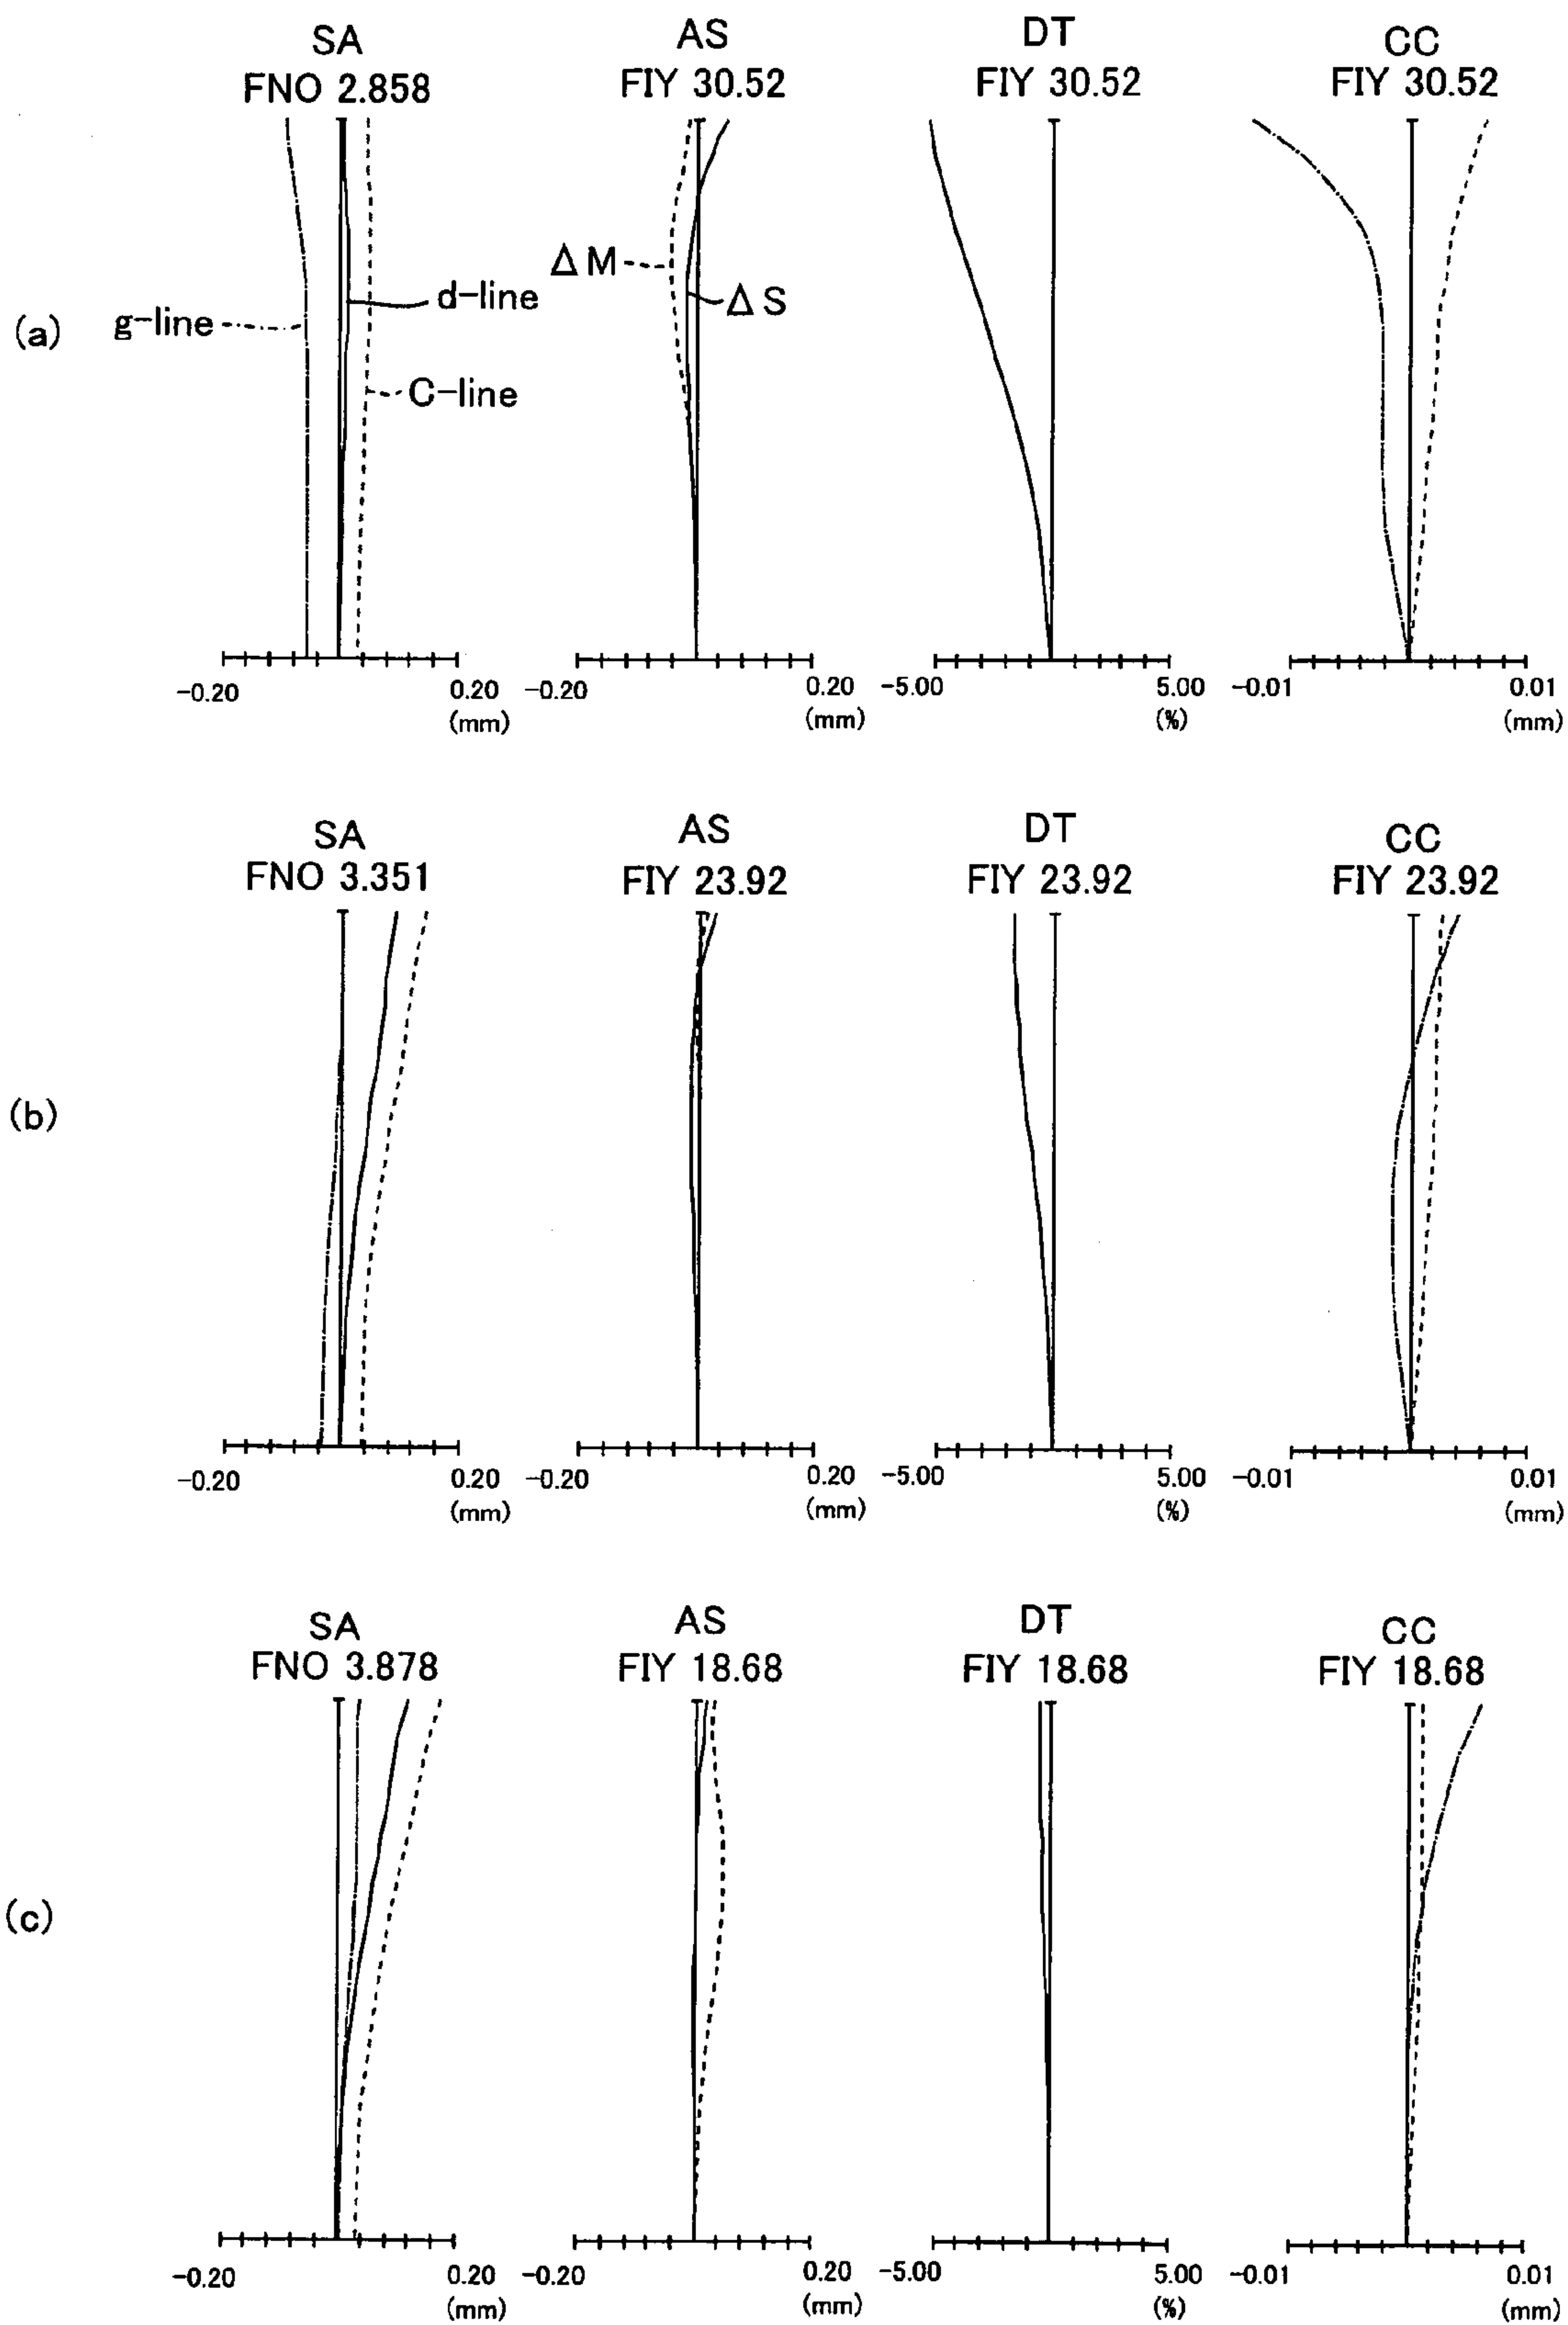 SA AS DT CC
FNO 2.858 FIY 30.52 FIY 30.52 FIY 30.52
(a)
g-line
d-line
C-line
Δ M
Δ S
-0.20 0.20 -0.20 0.20 -5.00 5.00 -0.01 0.01
(mm) (mm) (%) (mm)
SA AS DT CC
FNO 3.351 FIY 23.92 FIY 23.92 FIY 23.92
(b)
-0.20 0.20 -0.20 0.20 -5.00 5.00 -0.01 0.01
(mm) (mm) (%) (mm)
SA AS DT CC
FNO 3.878 FIY 18.68 FIY 18.68 FIY 18.68
(c)
-0.20 0.20 -0.20 0.20 -5.00 5.00 -0.01 0.01
(mm) (mm) (%) (mm)